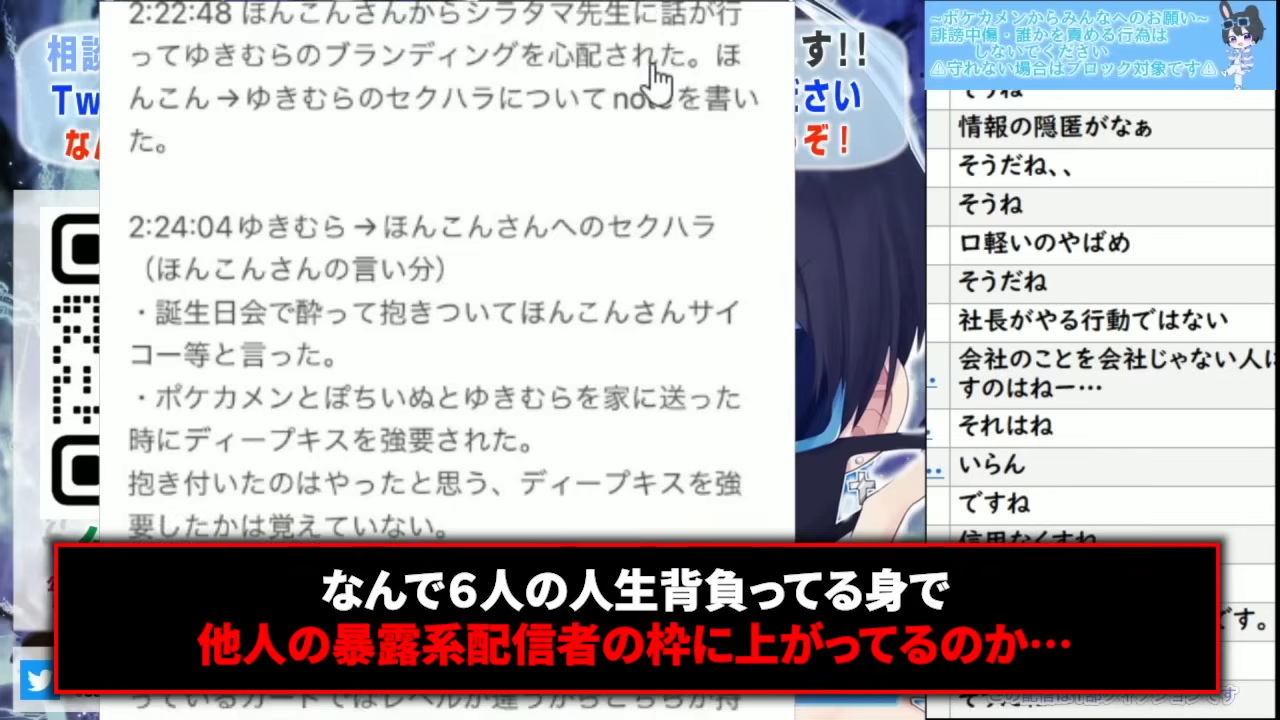 2:22:48 ほんこんさんからシラタマ先生に話が行
ってゆきむらのブランディングを心配された。ほ
んこん→ゆきむらのセクハラについてnoteを書い
た。
2:24:04ゆきむら→ほんこんさんへのセクハラ
（ほんこんさんの言い分）
・誕生日会で酔って抱きついてほんこんさんサイ
コー等と言った。
・ポケカメンとぽちいぬとゆきむらを家に送った
時にディープキスを強要された。
抱き付いたのはやったと思う、ディープキスを強
要したかは覚えていない。
相談
Tw
す!!
ださい
ぞ！
~ポケカメンからみんなへのお願い~
誹謗中傷・誰かを責める行為は
しないでください
⚠守れない場合はブロック対象です⚠
そうね
情報の隠匿がなぁ
そうだね、、
そうね
口軽いのやばめ
そうだね
社長がやる行動ではない
会社のことを会社じゃない人に
すのはねー…
それはね
いらん
ですね
信用なくすね
です。
なんで6人の人生背負ってる身で
他人の暴露系配信者の枠に上がってるのか…